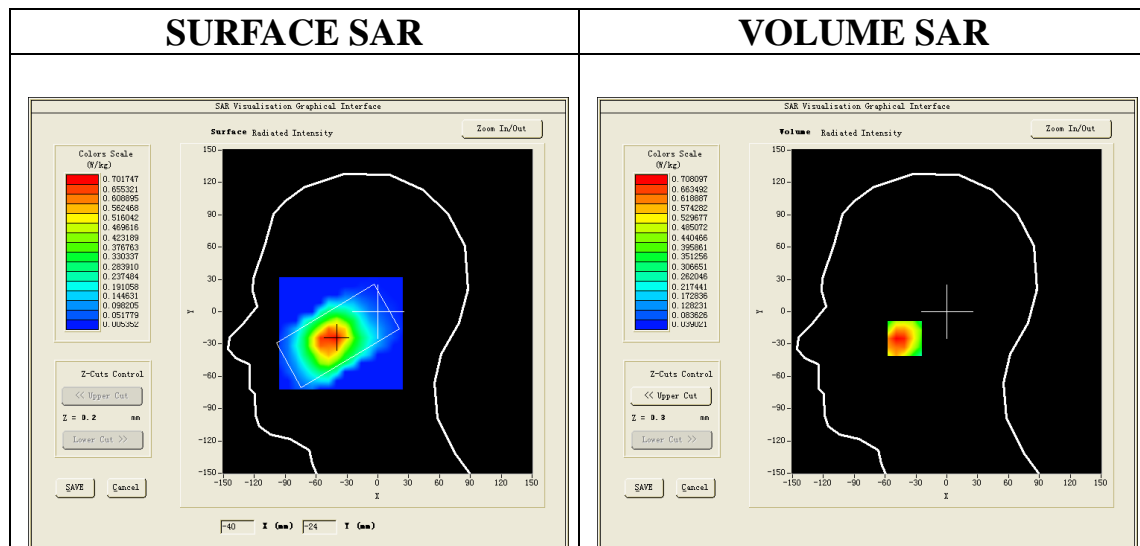 SURFACE SAR
VOLUME SAR
SAR Visualisation Graphical Interface
Surface Radiated Intensity
Zoom In/Out
Colors Scale
(W/kg)
0.701747
0.655321
0.608895
0.562468
0.516042
0.469616
0.423189
0.376763
0.330337
0.283910
0.237484
0.191058
0.144631
0.098205
0.051779
0.005352
Z-Cuts Control
<< Upper Cut
Z = 0.2 mm
Lower Cut >>
SAVE Cancel
150
120
90
60
30
0
-30
-60
-90
-120
-150
Y
-150 -120 -90 -60 -30 0 30 60 90 120 150
X
-40 X (mm) -24 Y (mm)
SAR Visualisation Graphical Interface
Volume Radiated Intensity
Zoom In/Out
Colors Scale
(W/kg)
0.708097
0.663492
0.618887
0.574282
0.529677
0.485072
0.440466
0.395861
0.351256
0.306651
0.262046
0.217441
0.172836
0.128231
0.083626
0.039021
Z-Cuts Control
<< Upper Cut
Z = 0.3 mm
Lower Cut >>
SAVE Cancel
150
120
90
60
30
0
-30
-60
-90
-120
-150
Y
-150 -120 -90 -60 -30 0 30 60 90 120 150
X